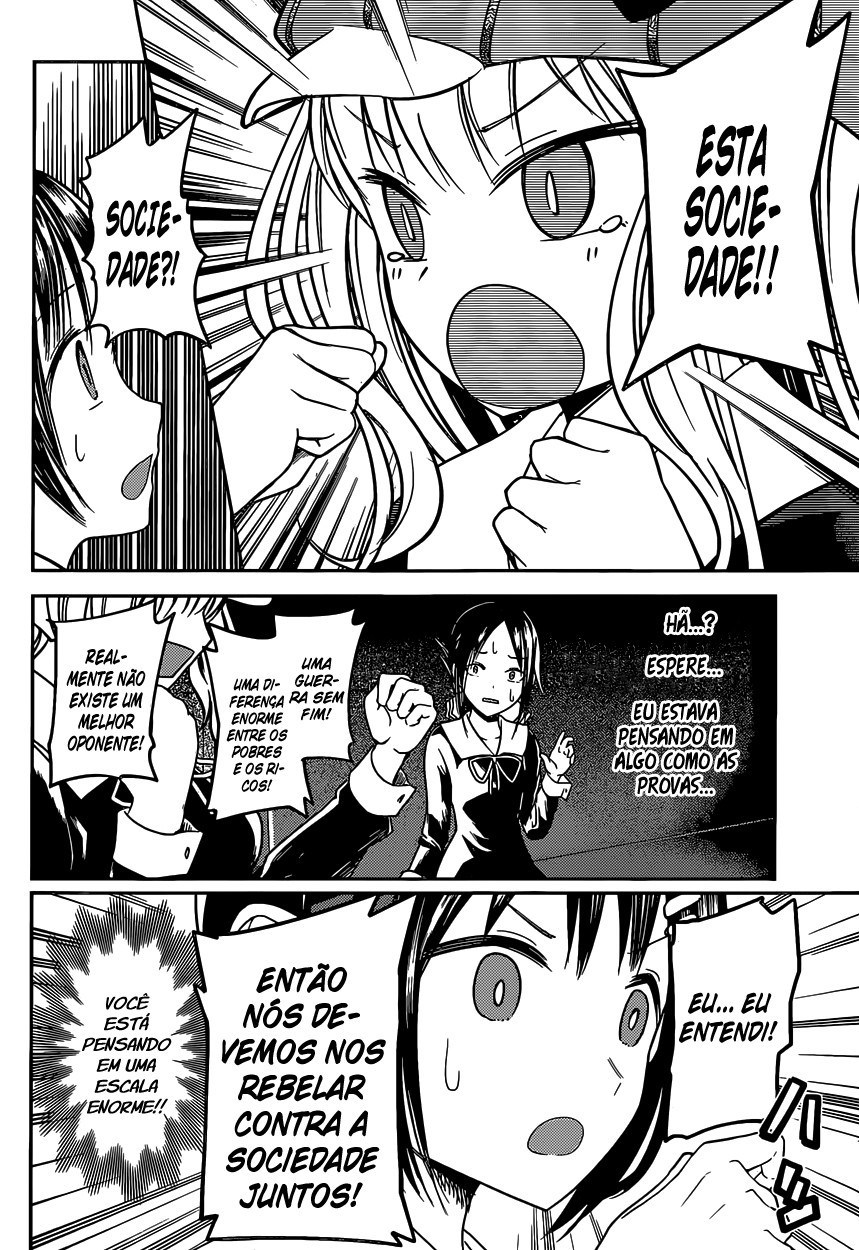 ESTA
SOCIE-
DADE!!
SOCIE-
DADE?!
HÃ...?
ESPERE...
EU ESTAVA
PENSANDO EM
ALGO COMO AS
PROVAS...
UMA
GUER-
RA SEM
FIM!
UMA DI-
FERENÇA
ENORME
ENTRE OS
POBRES
E OS RI-
COS!
REAL-
MENTE NÃO
EXISTE UM
MELHOR
OPONENTE!
EU... EU
ENTENDI!
ENTÃO
NÓS DE-
VEMOS NOS
REBELAR
CONTRA A
SOCIEDADE
JUNTOS!
VOCÊ
ESTÁ
PENSANDO
EM UMA
ESCALA
ENORME!!